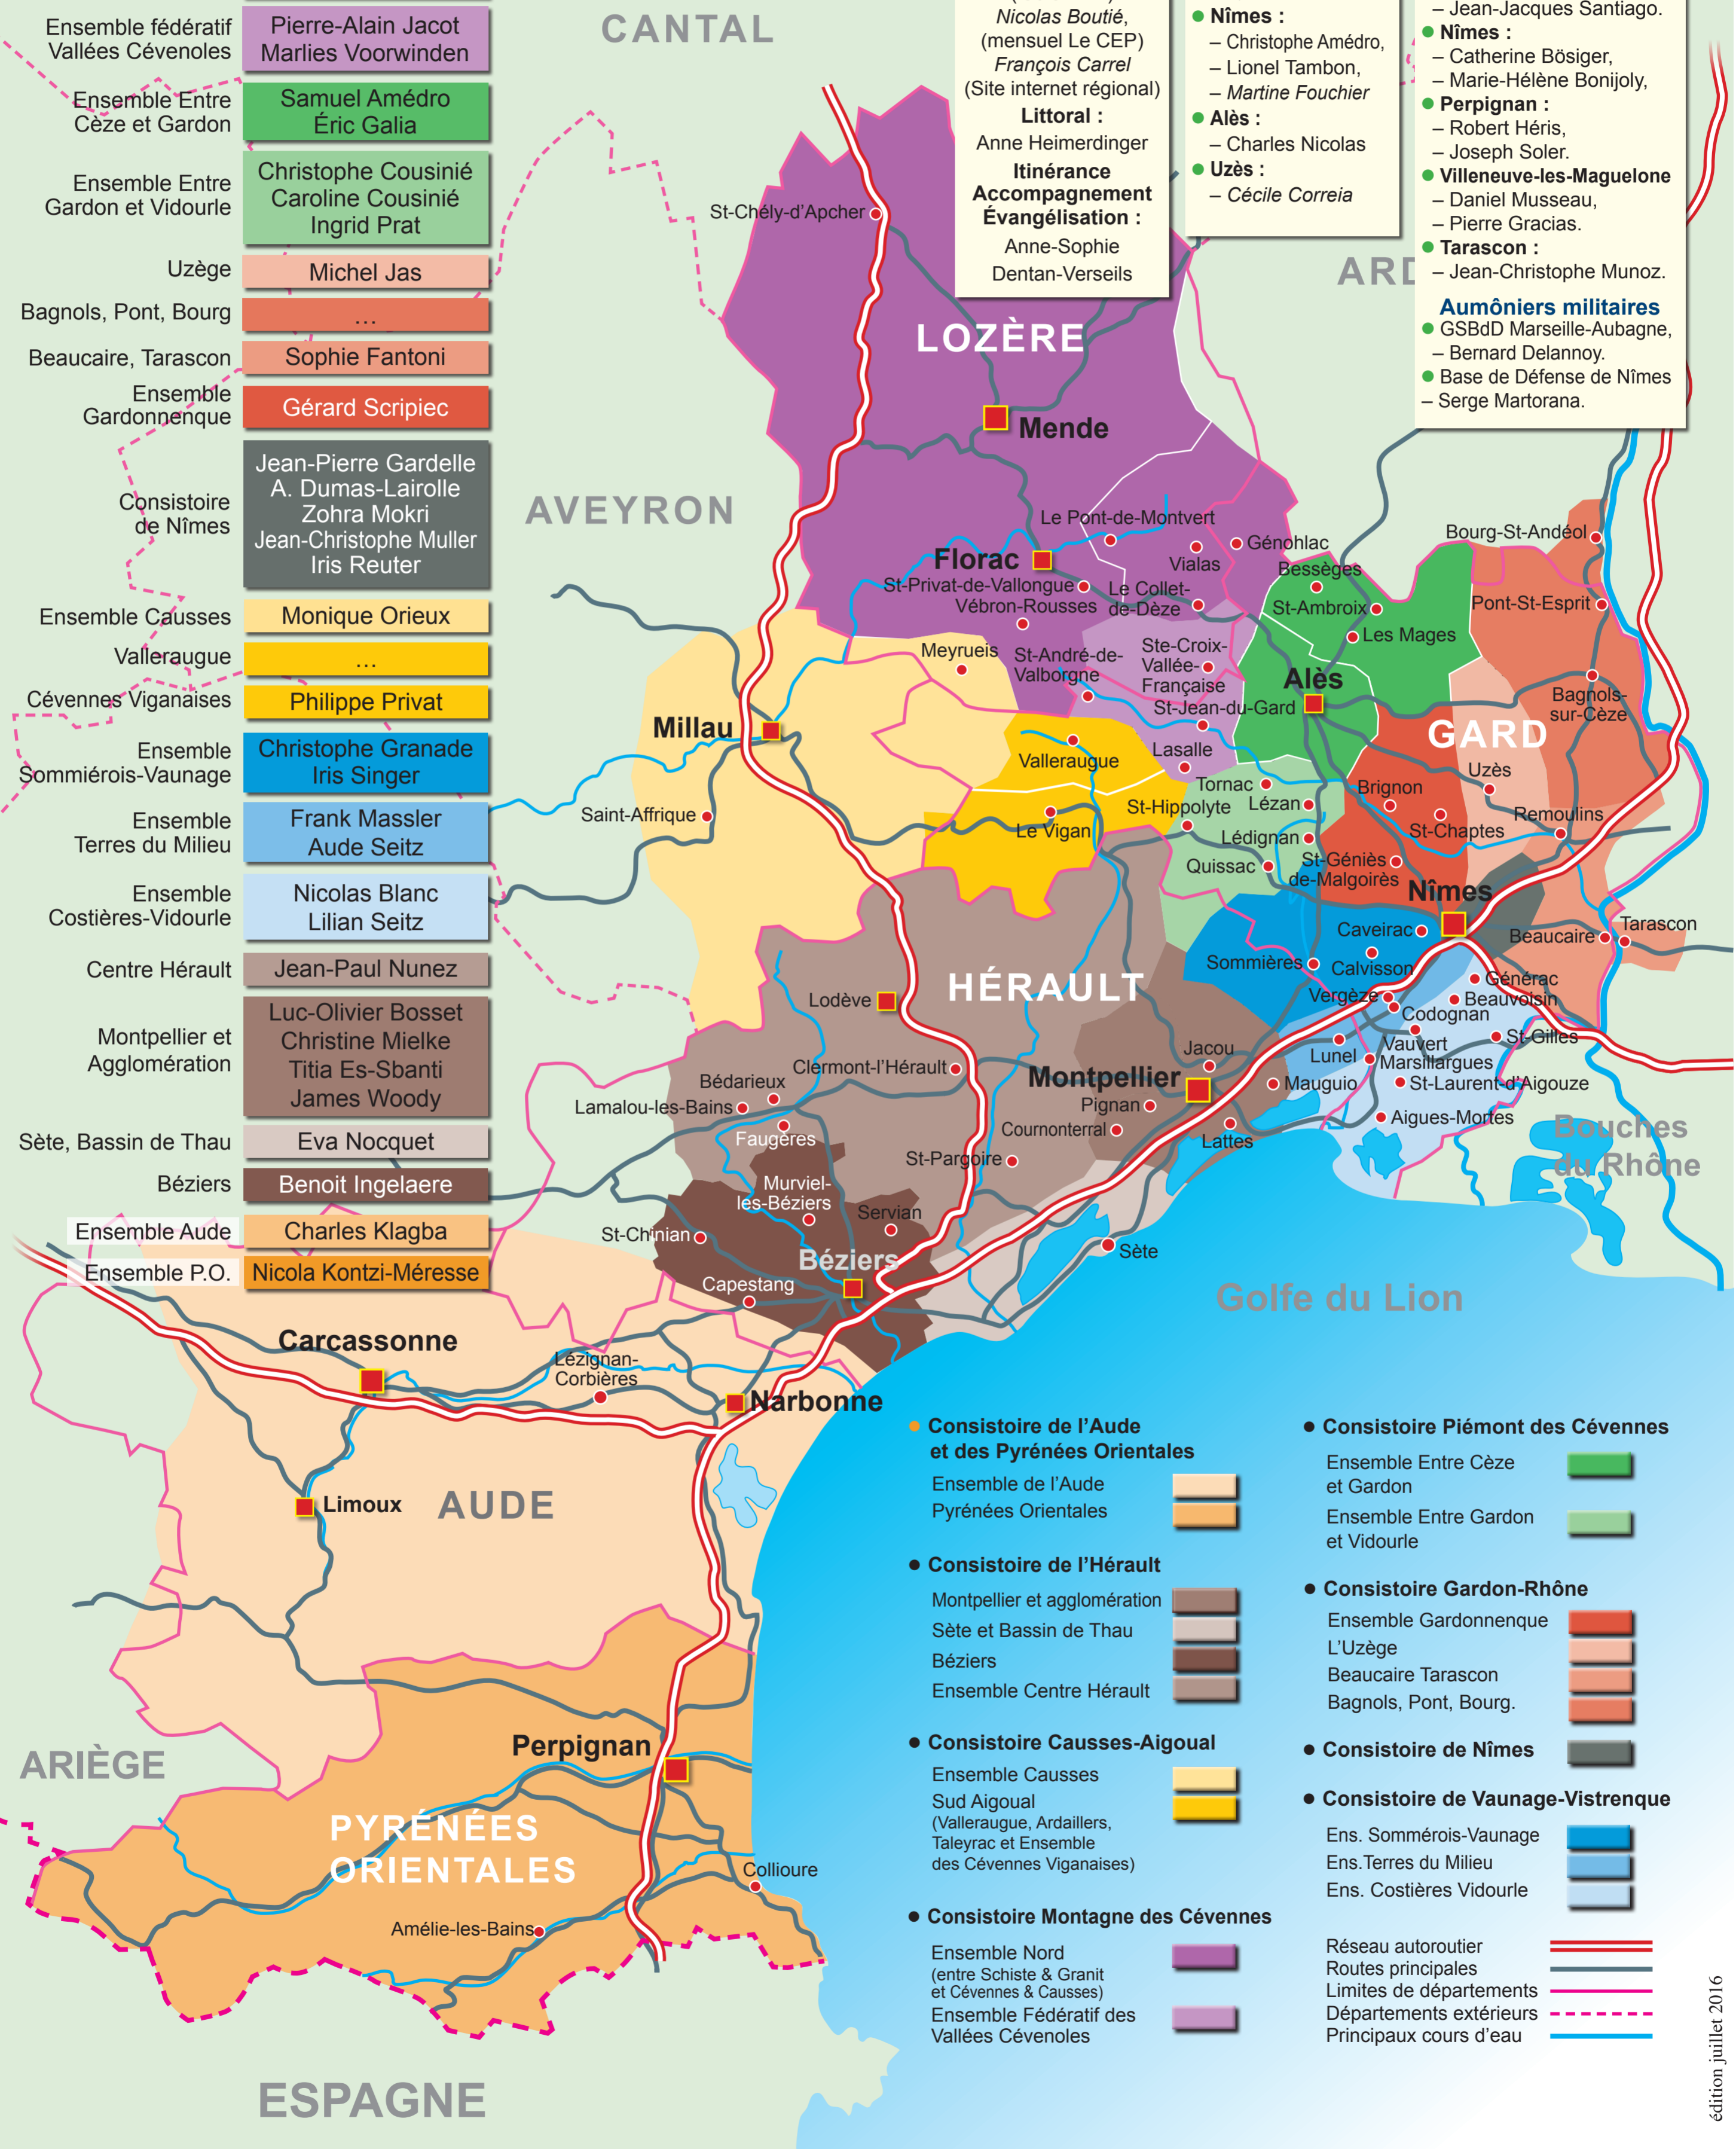 Ensemble fédératif
Vallées Cévenoles
Pierre-Alain Jacot
Marlies Voorwinden
Ensemble Entre
Cèze et Gardon
Samuel Amédro
Éric Galia
Ensemble Entre
Gardon et Vidourle
Christophe Cousinié
Caroline Cousinié
Ingrid Prat
Uzège
Michel Jas
Bagnols, Pont, Bourg
...
Beaucaire, Tarascon
Sophie Fantoni
Ensemble
Gardonnenque
Gérard Scripiec
Consistoire
de Nîmes
Jean-Pierre Gardelle
A. Dumas-Lairolle
Zohra Mokri
Jean-Christophe Muller
Iris Reuter
Ensemble Causses
Monique Orieux
Valleraugue
...
Cévennes Viganaises
Philippe Privat
Ensemble
Sommiérois-Vaunage
Christophe Granade
Iris Singer
Ensemble
Terres du Milieu
Frank Massler
Aude Seitz
Ensemble
Costières-Vidourle
Nicolas Blanc
Lilian Seitz
Centre Hérault
Jean-Paul Nunez
Montpellier et
Agglomération
Luc-Olivier Bosset
Christine Mielke
Titia Es-Sbanti
James Woody
Sète, Bassin de Thau
Eva Nocquet
Béziers
Benoit Ingelaere
Ensemble Aude
Charles Klagba
Ensemble P.O.
Nicola Kontzi-Méresse
Nicolas Boutié,
(mensuel Le CEP)
François Carrel
(Site internet régional)
Littoral :
Anne Heimerdinger
Itinérance
Accompagnement
Évangélisation :
Anne-Sophie
Dentan-Verseils
● Nîmes :
– Christophe Amédro,
– Lionel Tambon,
– Martine Fouchier
● Alès :
– Charles Nicolas
● Uzès :
– Cécile Correia
– Jean-Jacques Santiago.
● Nîmes :
– Catherine Bösiger,
– Marie-Hélène Bonijoly,
● Perpignan :
– Robert Héris,
– Joseph Soler.
● Villeneuve-les-Maguelone
– Daniel Musseau,
– Pierre Gracias.
● Tarascon :
– Jean-Christophe Munoz.
Aumôniers militaires
● GSBdD Marseille-Aubagne,
– Bernard Delannoy.
● Base de Défense de Nîmes
– Serge Martorana.
CANTAL
ARD
St-Chély-d'Apcher
LOZÈRE
Mende
AVEYRON
Le Pont-de-Montvert
Florac
Vialas
Génohlac
Bessèges
Bourg-St-Andéol
St-Privat-de-Vallongue
Le Collet-
de-Dèze
Vébron-Rousses
St-Ambroix
Pont-St-Esprit
Les Mages
Meyrueis
St-André-de-
Valborgne
Ste-Croix-
Vallée-
Française
St-Jean-du-Gard
Alès
Bagnols-
sur-Cèze
GARD
Millau
Valleraugue
Lasalle
Tornac
Uzès
Brignon
Saint-Affrique
Le Vigan
St-Hippolyte
Lézan
St-Chaptes
Remoulins
Lédignan
Quissac
St-Géniès
de-Malgoirès
Nîmes
Caveirac
Beaucaire
Tarascon
Sommières
Calvisson
Générac
Vergèze
Beauvoisin
Codognan
HÉRAULT
Lodève
Vauvert
St-Gilles
Lunel
Marsillargues
Jacou
Clermont-l'Hérault
Montpellier
Mauguio
St-Laurent-d'Aigouze
Bédarieux
Lamalou-les-Bains
Pignan
Aigues-Mortes
Faugères
Cournonterral
Lattes
Bouches
du Rhône
St-Pargoire
Murviel-
les-Béziers
Servian
St-Chinian
Béziers
Sète
Capestang
Golfe du Lion
Carcassonne
Lézignan-
Corbières
Narbonne
Limoux
AUDE
ARIÈGE
Perpignan
PYRÉNÉES
ORIENTALES
Collioure
Amélie-les-Bains
ESPAGNE
● Consistoire de l'Aude
et des Pyrénées Orientales
Ensemble de l'Aude
Pyrénées Orientales
● Consistoire de l'Hérault
Montpellier et agglomération
Sète et Bassin de Thau
Béziers
Ensemble Centre Hérault
● Consistoire Causses-Aigoual
Ensemble Causses
Sud Aigoual
(Valleraugue, Ardaillers,
Taleyrac et Ensemble
des Cévennes Viganaises)
● Consistoire Montagne des Cévennes
Ensemble Nord
(entre Schiste & Granit
et Cévennes & Causses)
Ensemble Fédératif des
Vallées Cévenoles
● Consistoire Piémont des Cévennes
Ensemble Entre Cèze
et Gardon
Ensemble Entre Gardon
et Vidourle
● Consistoire Gardon-Rhône
Ensemble Gardonnenque
L'Uzège
Beaucaire Tarascon
Bagnols, Pont, Bourg.
● Consistoire de Nîmes
● Consistoire de Vaunage-Vistrenque
Ens. Sommérois-Vaunage
Ens.Terres du Milieu
Ens. Costières Vidourle
Réseau autoroutier
Routes principales
Limites de départements
Départements extérieurs
Principaux cours d'eau
édition juillet 2016